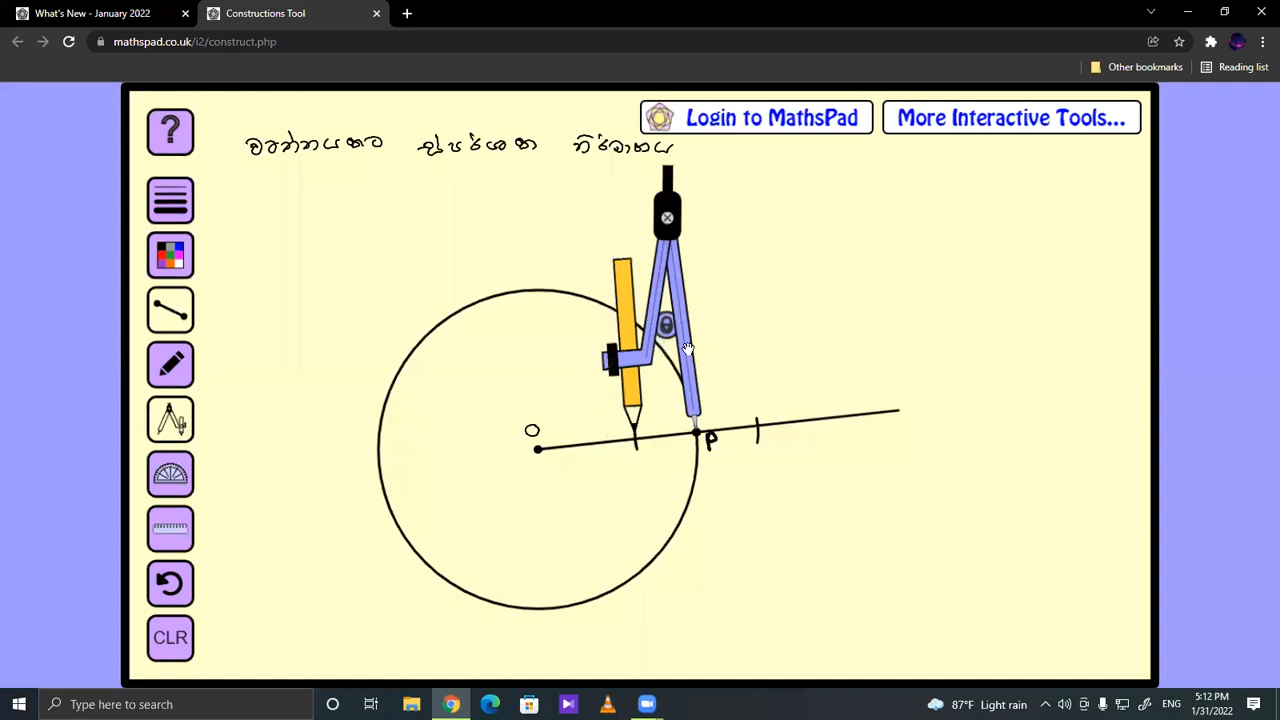 What's New - January 2022
Constructions Tool
mathspad.co.uk/i2/construct.php
Other bookmarks
Reading list
?
Login to MathsPad
More Interactive Tools...
වෘත්තයකට ස්පර්ශක නිර්මාණය
O
P
CLR
Type here to search
87°F Light rain
ENG
5:12 PM
1/31/2022